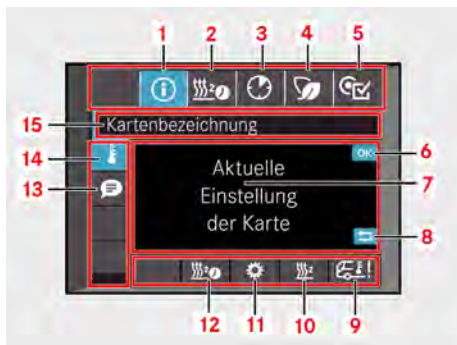 1 2 3 4 5
15 Kartenbezeichnung
14 OK 6
Aktuelle
Einstellung 7
der Karte
13
8
12 11 10 9